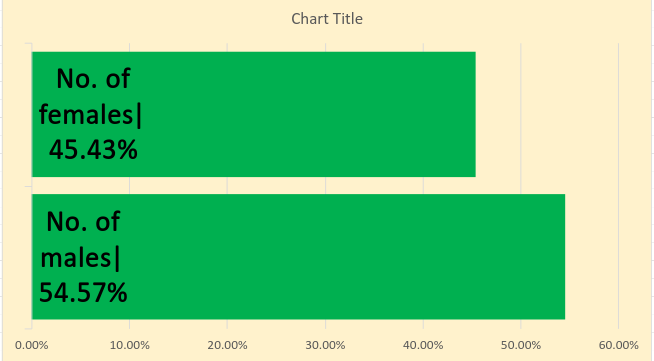 Chart Title
No. of
females|
45.43%
No. of
males|
54.57%
0.00% 10.00% 20.00% 30.00% 40.00% 50.00% 60.00%